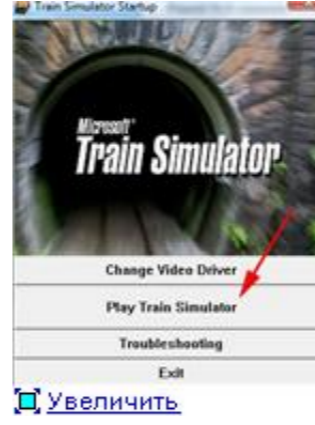 Train Simulator Startup
Microsoft®
Train Simulator
Change Video Driver
Play Train Simulator
Troubleshooting
Exit
Увеличить